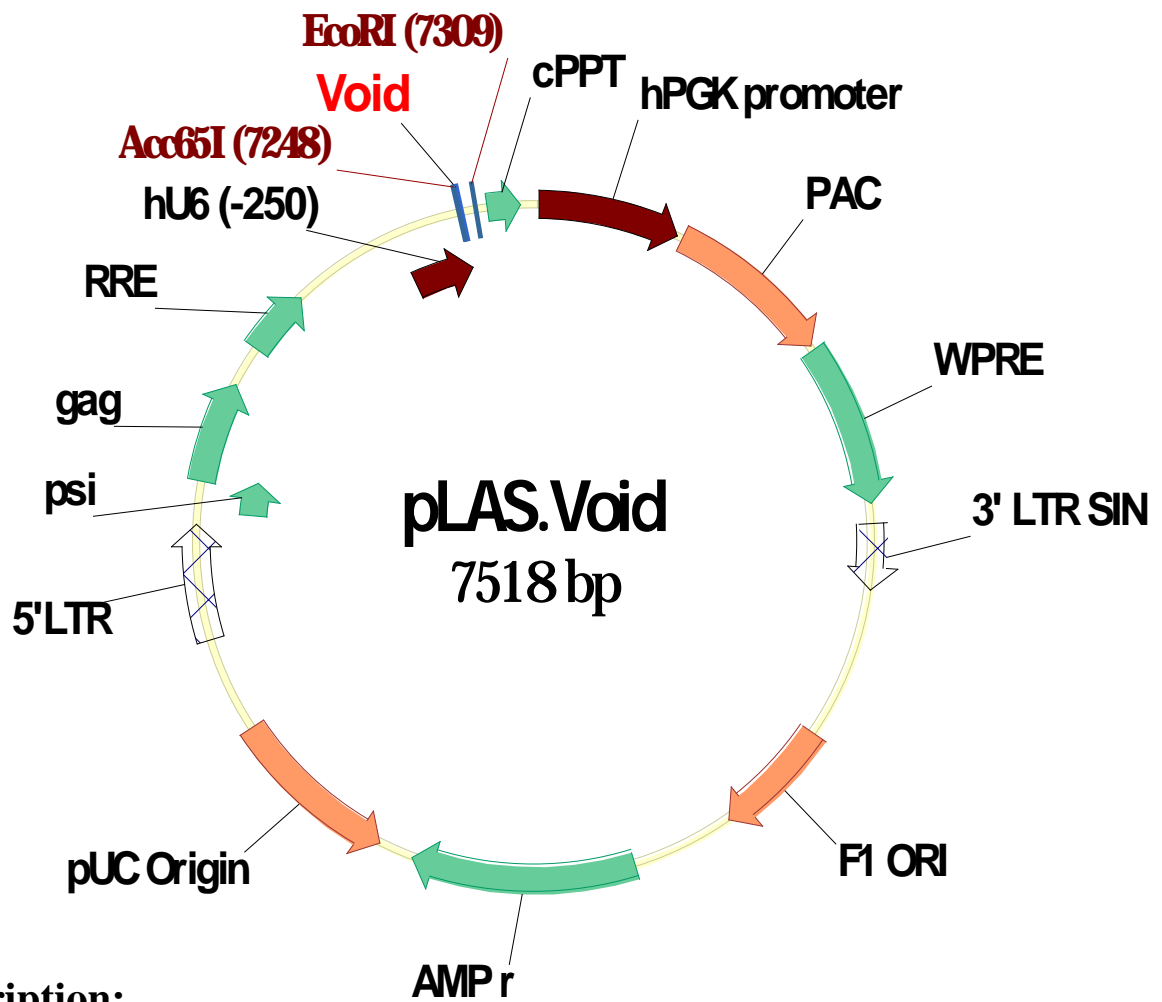 EcoRI (7309)
cPPT
Void
hPGK promoter
Acc65I (7248)
hU6 (-250)
PAC
RRE
WPRE
gag
psi
pLAS.Void
3' LTR SIN
7518 bp
5'LTR
pUC Origin
F1 ORI
AMP r